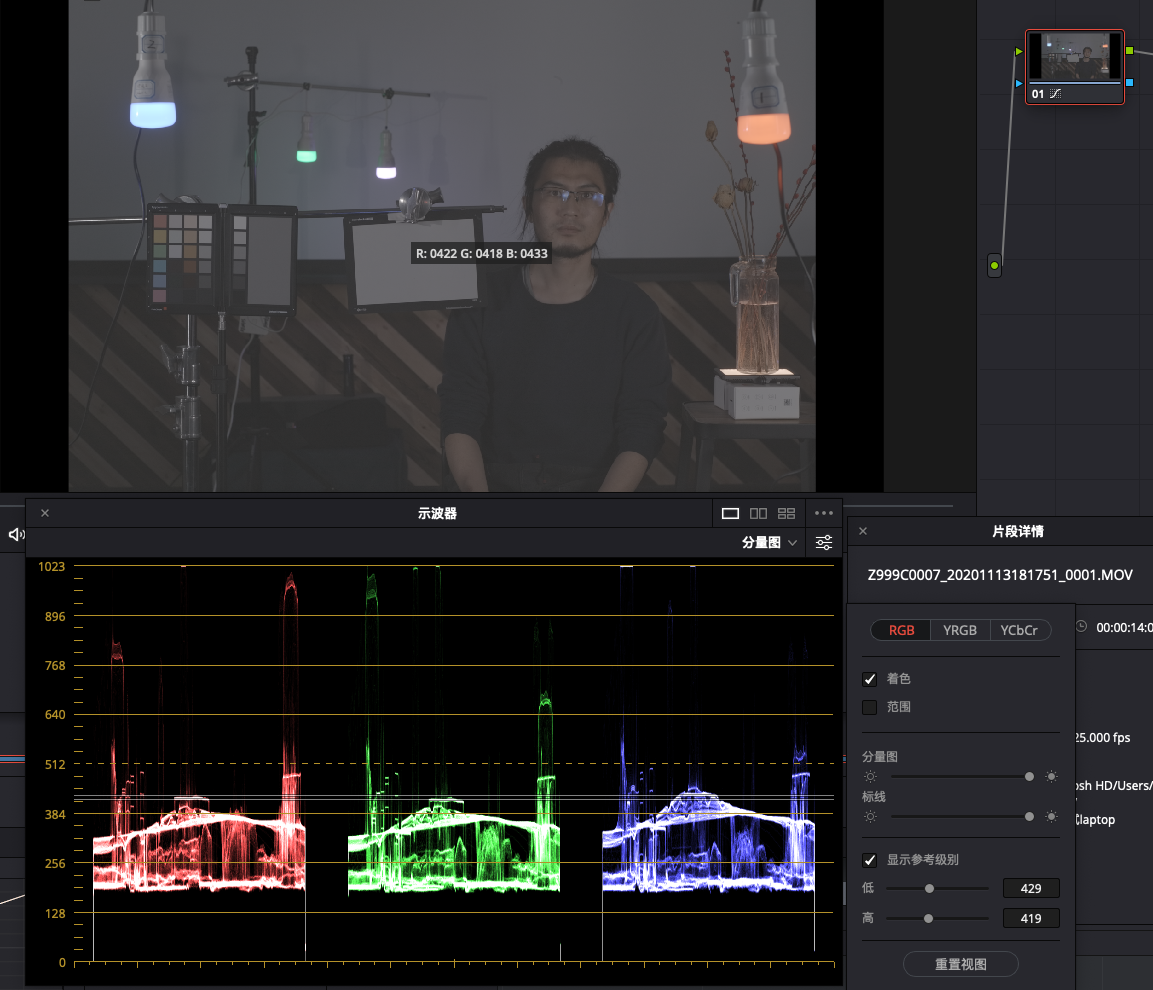 R: 0422 G: 0418 B: 0433
01
示波器
分量图
1023
896
768
640
512
384
256
128
0
片段详情
Z999C0007_20201113181751_0001.MOV
RGB
YRGB
YCbCr
00:00:14:0
着色
范围
25.000 fps
分量图
osh HD/Users/
标线
laptop
显示参考级别
低
429
高
419
重置视图